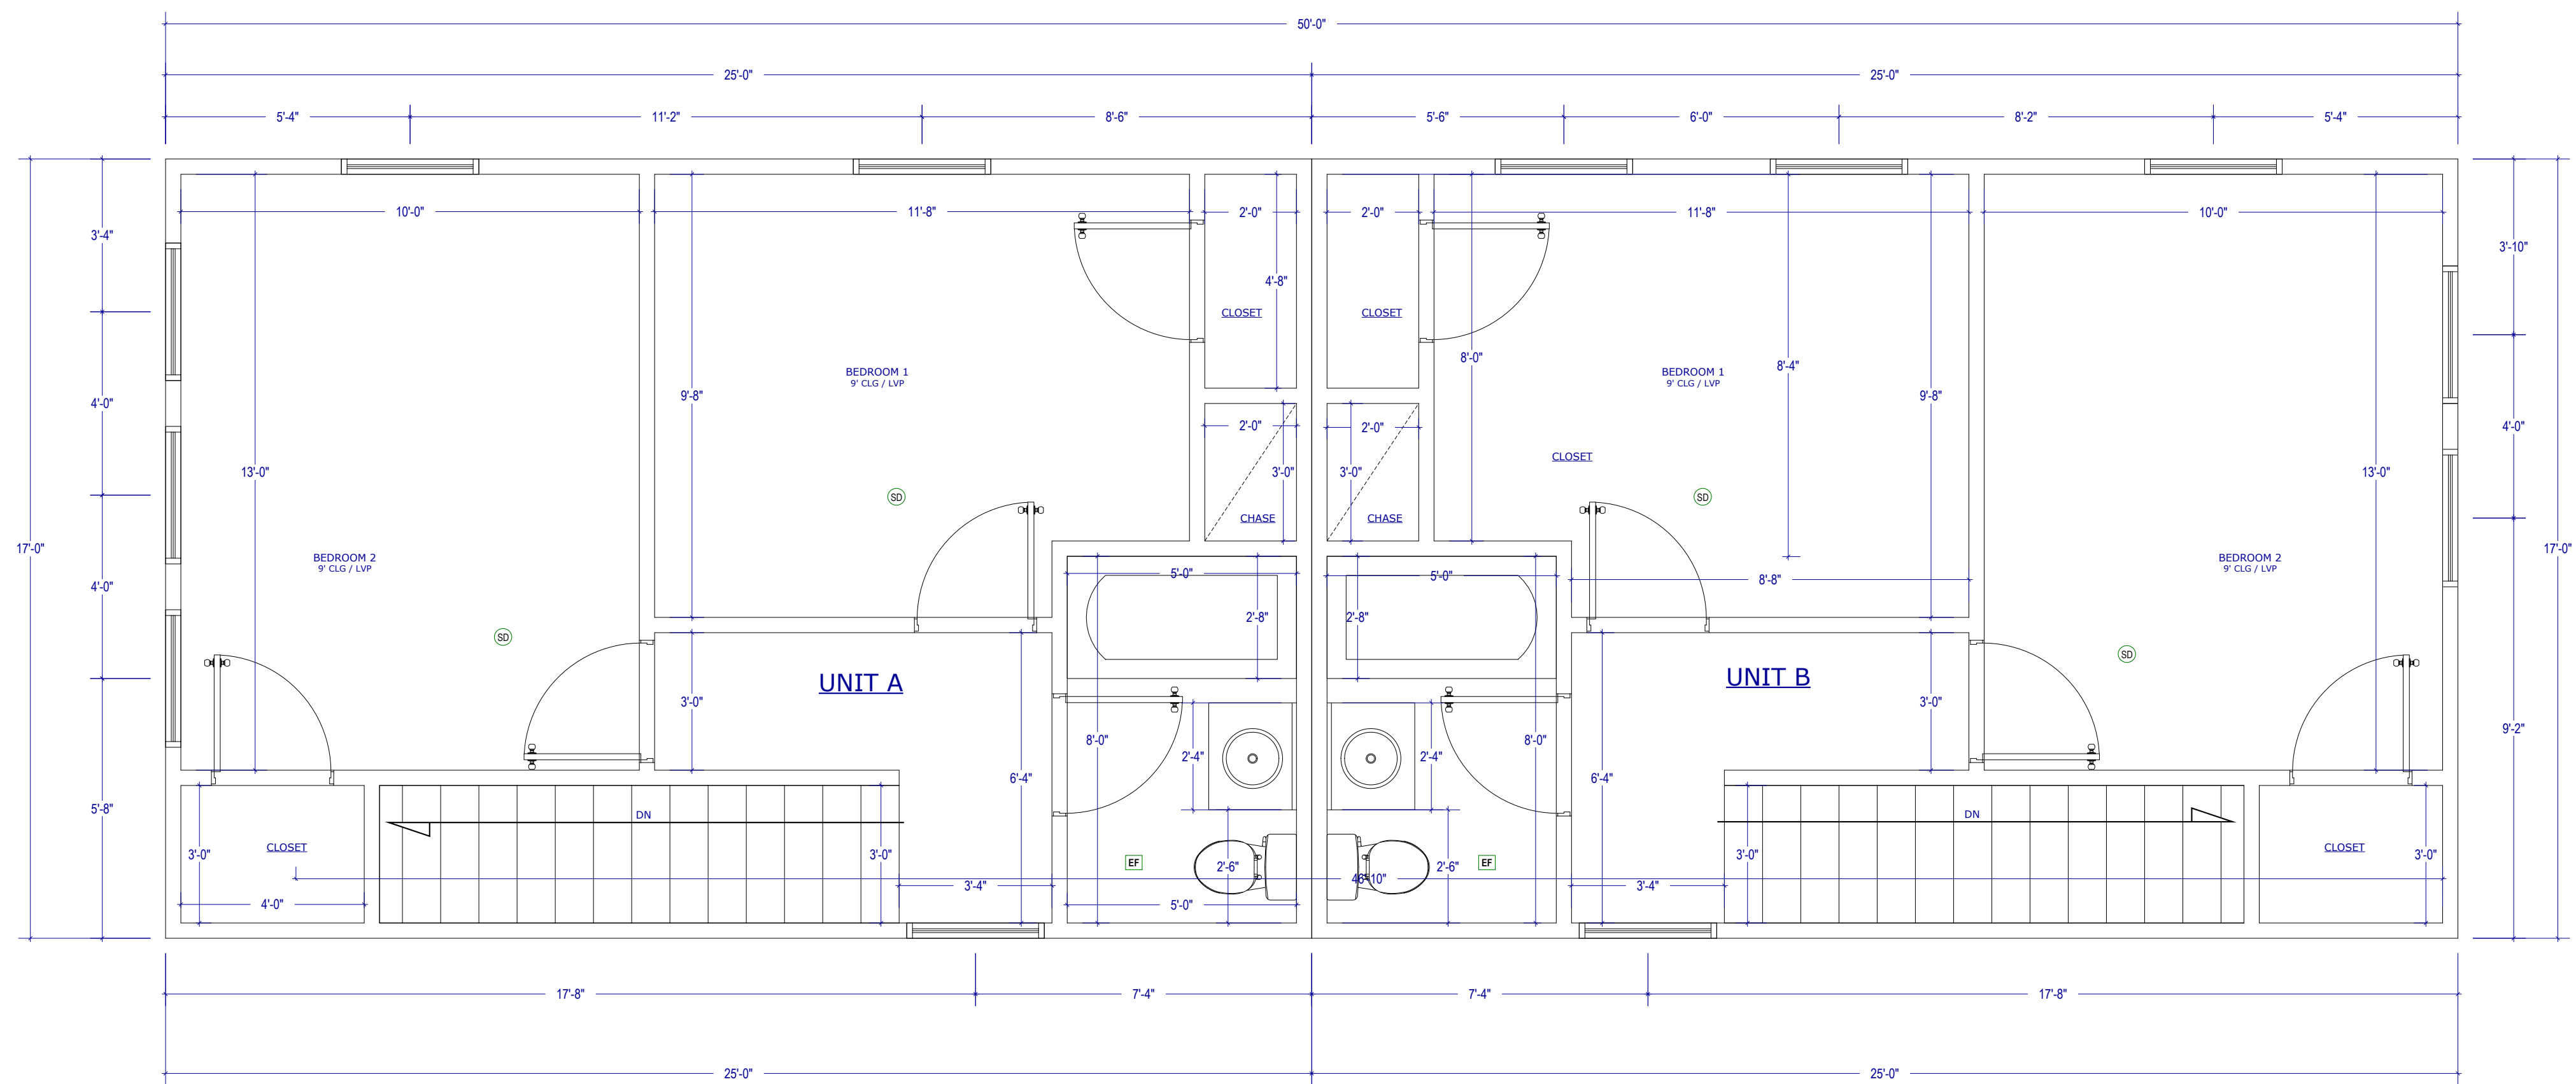 50'-0"
25'-0" 25'-0"
5'-4" 11'-2" 8'-6" 5'-6" 6'-0" 8'-2" 5'-4"
10'-0" 11'-8" 2'-0" 2'-0" 11'-8" 10'-0"
3'-4" 3'-10"
4'-8"
CLOSET CLOSET
8'-0" 8'-4"
BEDROOM 1 BEDROOM 1
9' CLG / LVP 9' CLG / LVP
4'-0" 9'-8" 9'-8"
2'-0" 2'-0" 4'-0"
CLOSET
13'-0" 3'-0" 3'-0" 13'-0"
SD SD
CHASE CHASE
17'-0" 17'-0"
BEDROOM 2 BEDROOM 2
9' CLG / LVP 9' CLG / LVP
5'-0" 5'-0" 8'-8"
4'-0"
2'-8" 2'-8"
SD SD
UNIT A UNIT B
3'-0" 3'-0"
9'-2"
8'-0" 8'-0"
2'-4" 2'-4"
6'-4" 6'-4"
5'-8"
DN DN
CLOSET CLOSET
3'-0" 3'-0" 3'-0" 3'-0"
EF EF
2'-6" 2'-6"
46'-10"
3'-4" 3'-4"
4'-0" 5'-0"
17'-8" 7'-4" 7'-4" 17'-8"
25'-0" 25'-0"